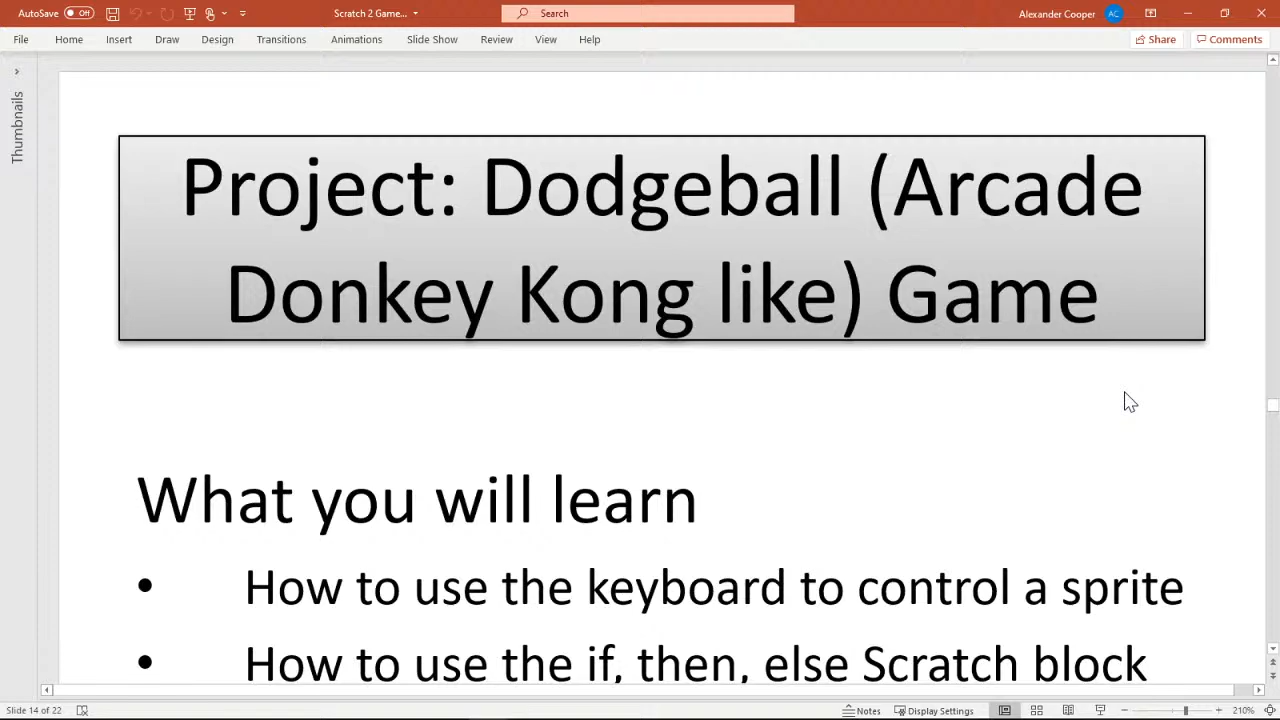 AutoSave Off Scratch 2 Game... Search Alexander Cooper AC
File Home Insert Draw Design Transitions Animations Slide Show Review View Help Share Comments
Thumbnails
Project: Dodgeball (Arcade
Donkey Kong like) Game
What you will learn
• How to use the keyboard to control a sprite
• How to use the if, then, else Scratch block
Slide 14 of 22 Notes Display Settings 210%